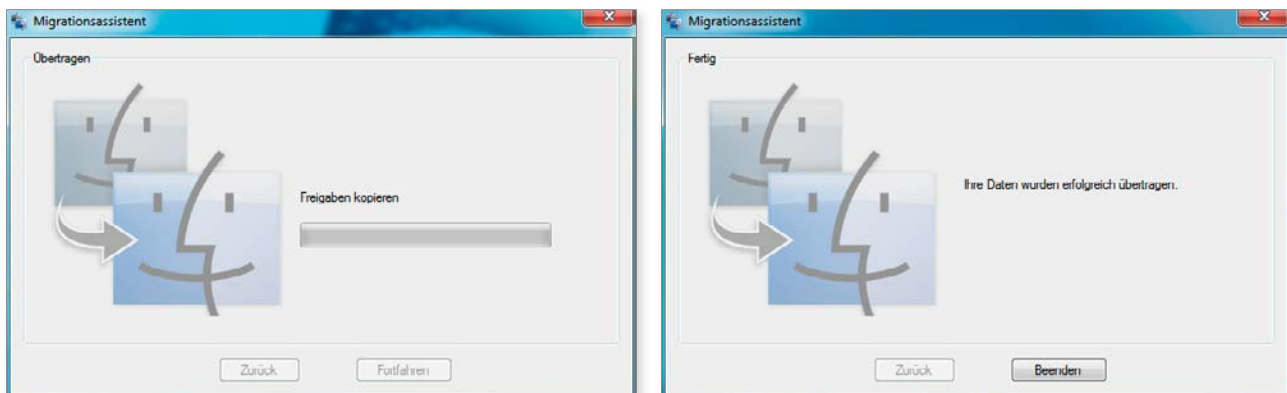 Migrationsassistent
Übertragen
Freigaben kopieren
Zurück
Fortfahren
Migrationsassistent
Fertig
Ihre Daten wurden erfolgreich übertragen.
Zurück
Beenden